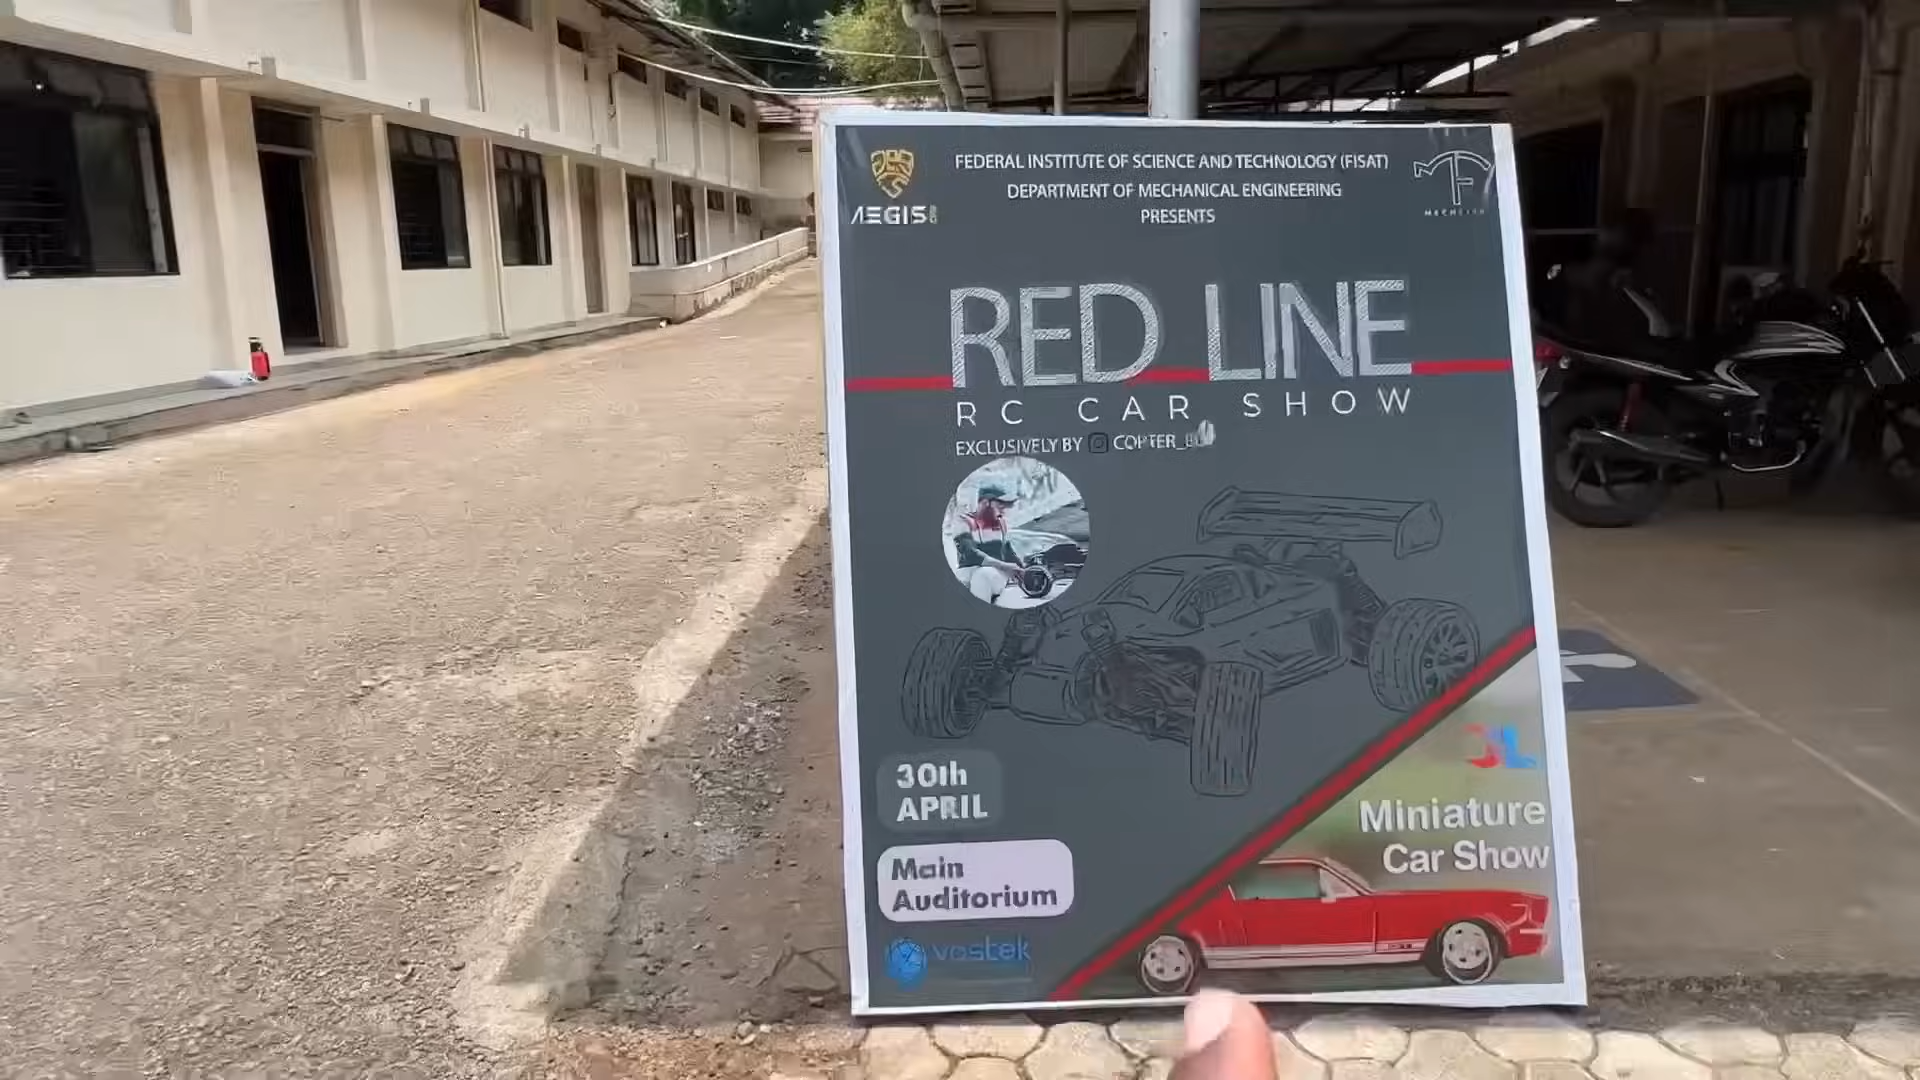 FEDERAL INSTITUTE OF SCIENCE AND TECHNOLOGY (FISAT)
DEPARTMENT OF MECHANICAL ENGINEERING
PRESENTS
AEGIS
RED LINE
RC CAR SHOW
EXCLUSIVELY BY COPTER_
30th
APRIL
Main
Auditorium
vostek
Miniature
Car Show